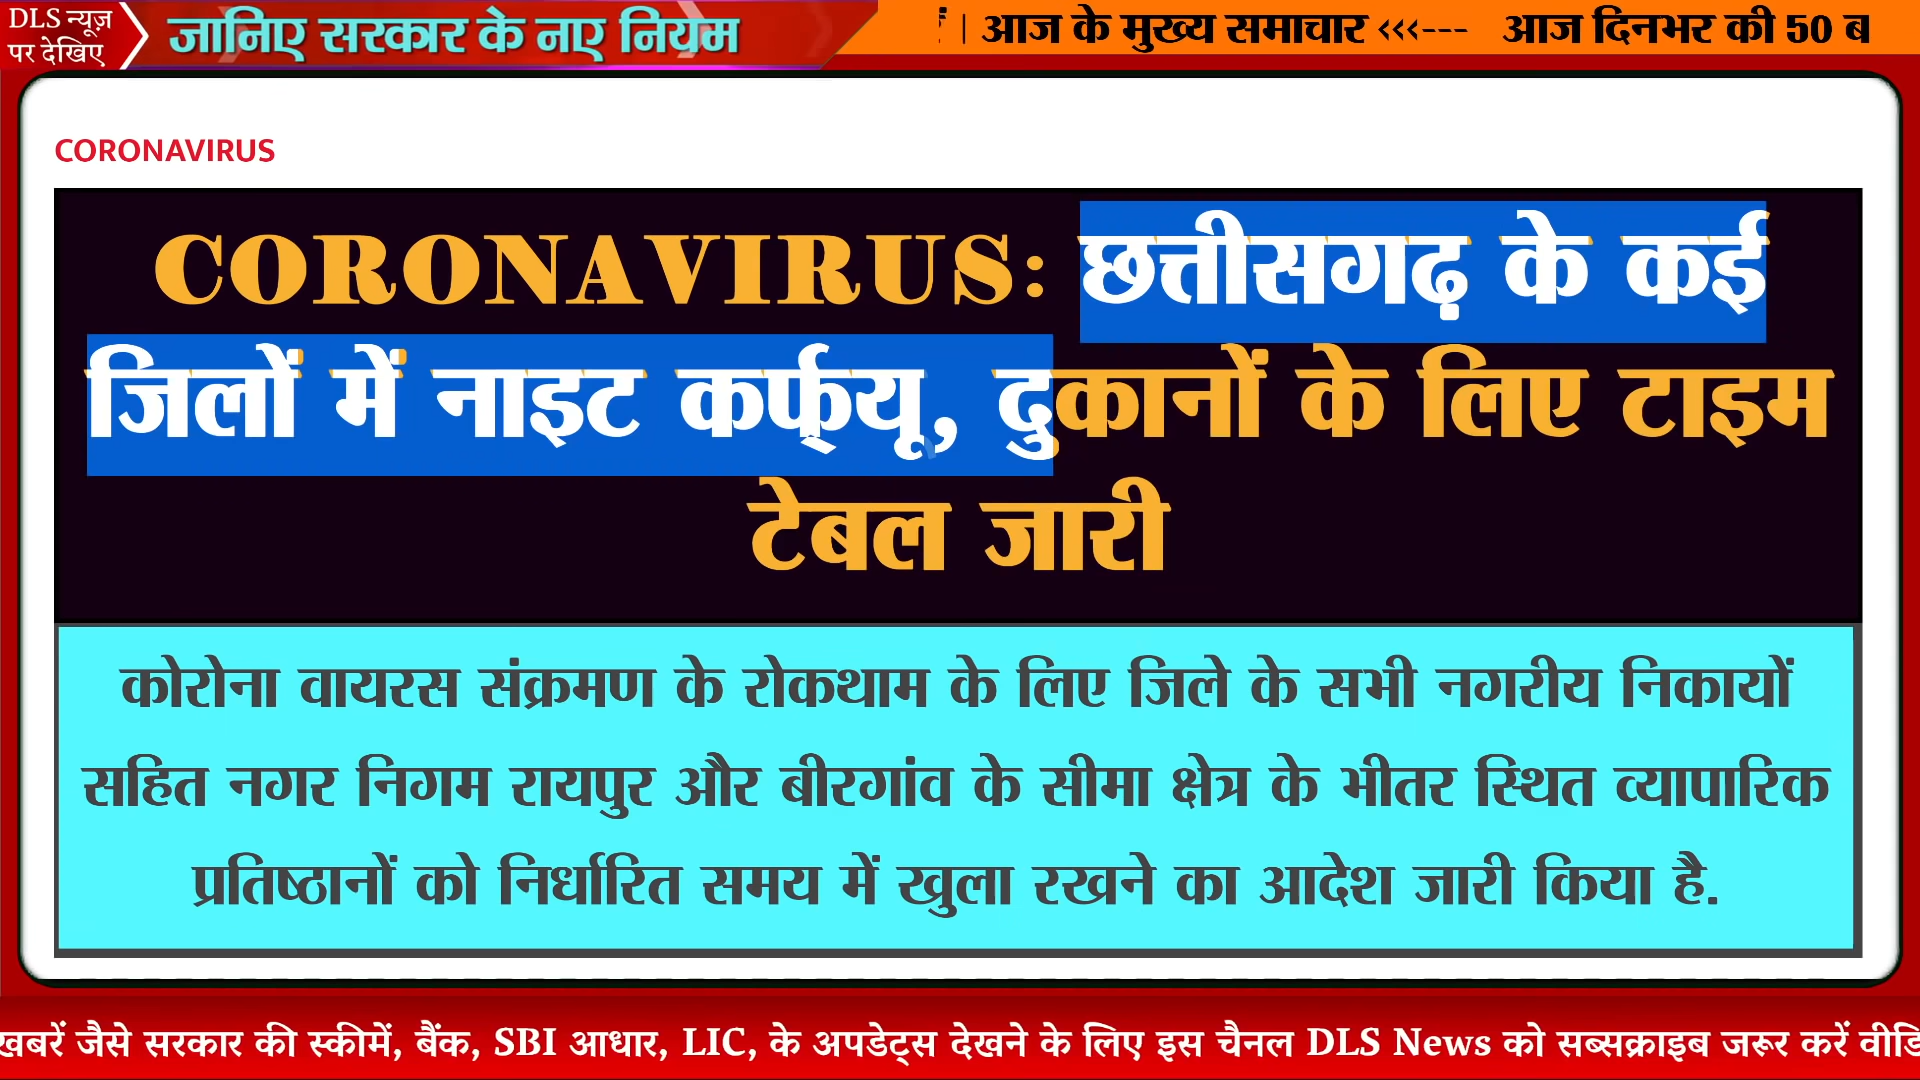 DLS न्यूज़
पर देखिए
जानिए सरकार के नए नियम
। आज के मुख्य समाचार <<<--- आज दिनभर की 50 ब
CORONAVIRUS
CORONAVIRUS: छत्तीसगढ़ के कई
जिलों में नाइट कर्फ्यू, दुकानों के लिए टाइम
टेबल जारी
कोरोना वायरस संक्रमण के रोकथाम के लिए जिले के सभी नगरीय निकायों
सहित नगर निगम रायपुर और बीरगांव के सीमा क्षेत्र के भीतर स्थित व्यापारिक
प्रतिष्ठानों को निर्धारित समय में खुला रखने का आदेश जारी किया है.
खबरें जैसे सरकार की स्कीमें, बैंक, SBI आधार, LIC, के अपडेट्स देखने के लिए इस चैनल DLS News को सब्सक्राइब जरूर करें वीडि